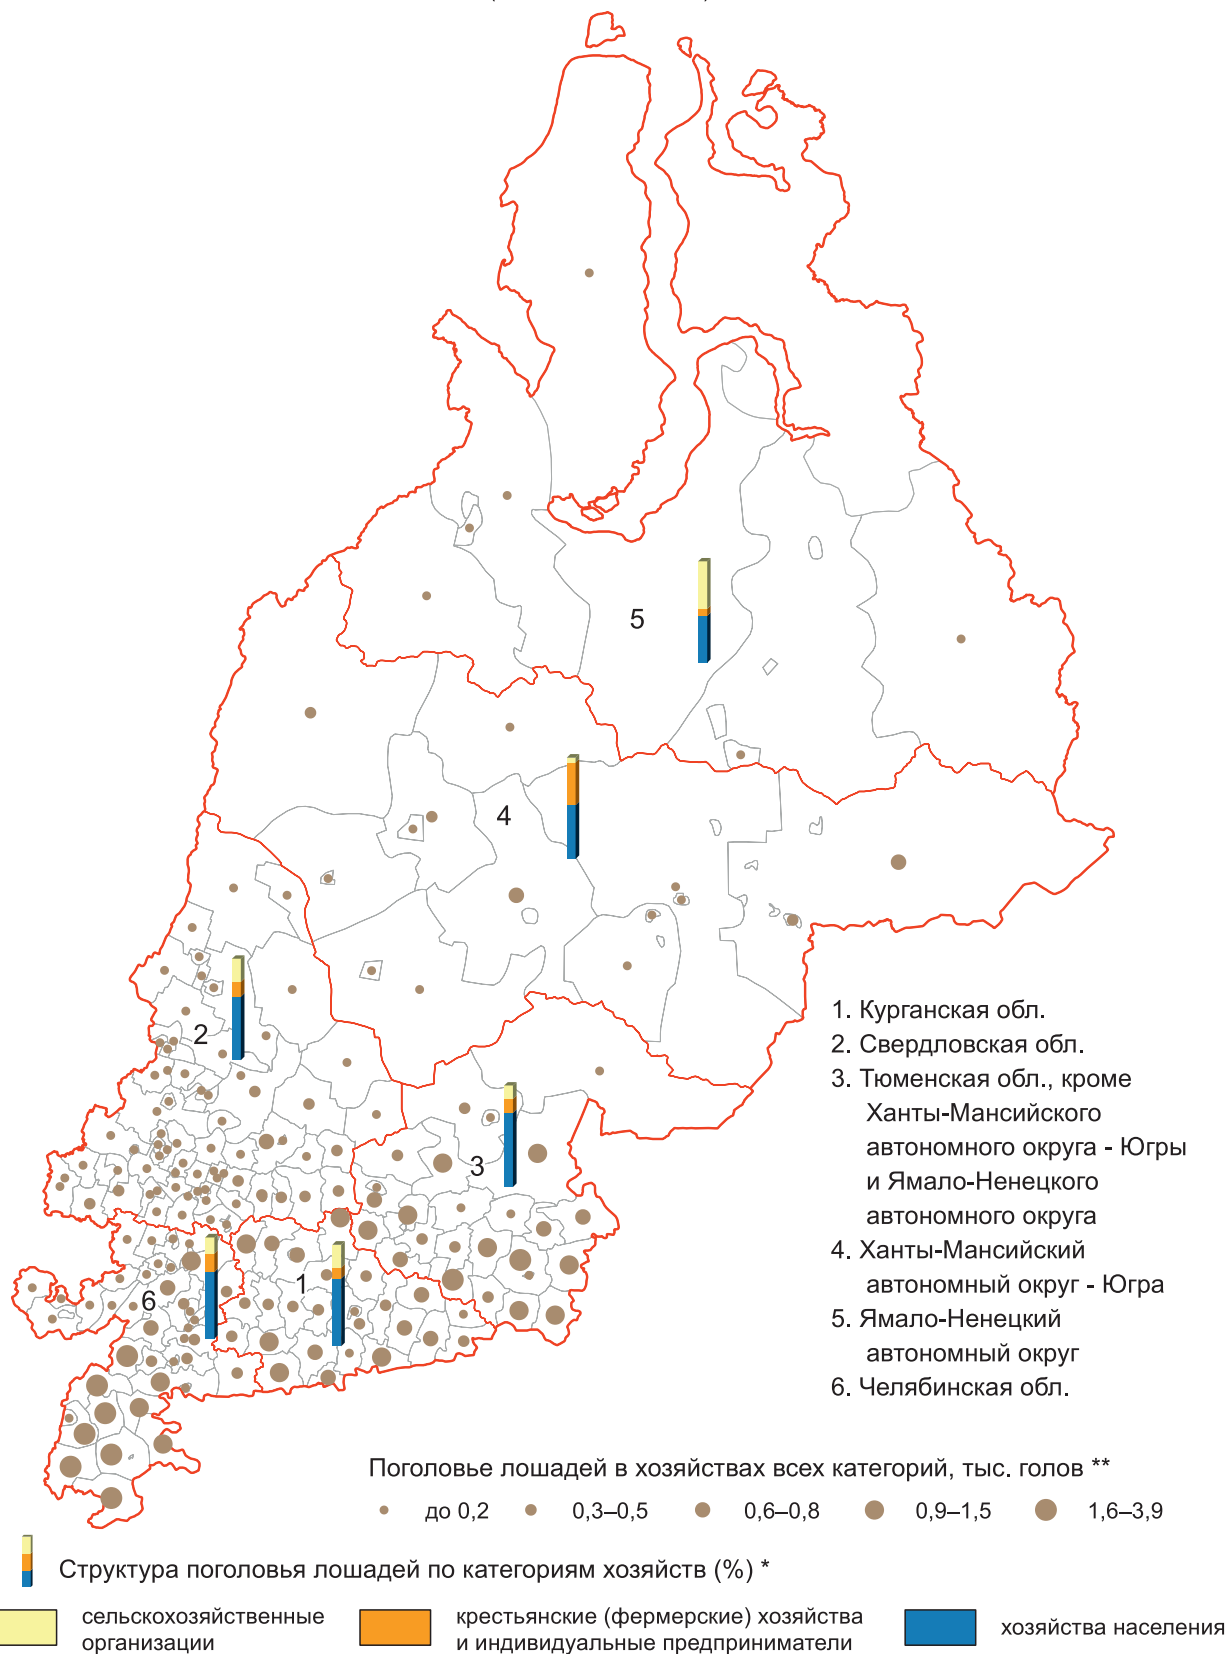 5
4
2
3
1
6
1. Курганская обл.
2. Свердловская обл.
3. Тюменская обл., кроме
Ханты-Мансийского
автономного округа - Югры
и Ямало-Ненецкого
автономного округа
4. Ханты-Мансийский
автономный округ - Югра
5. Ямало-Ненецкий
автономный округ
6. Челябинская обл.
Поголовье лошадей в хозяйствах всех категорий, тыс. голов **
до 0,2 0,3–0,5 0,6–0,8 0,9–1,5 1,6–3,9
Структура поголовья лошадей по категориям хозяйств (%) *
сельскохозяйственные
организации
крестьянские (фермерские) хозяйства
и индивидуальные предприниматели
хозяйства населения